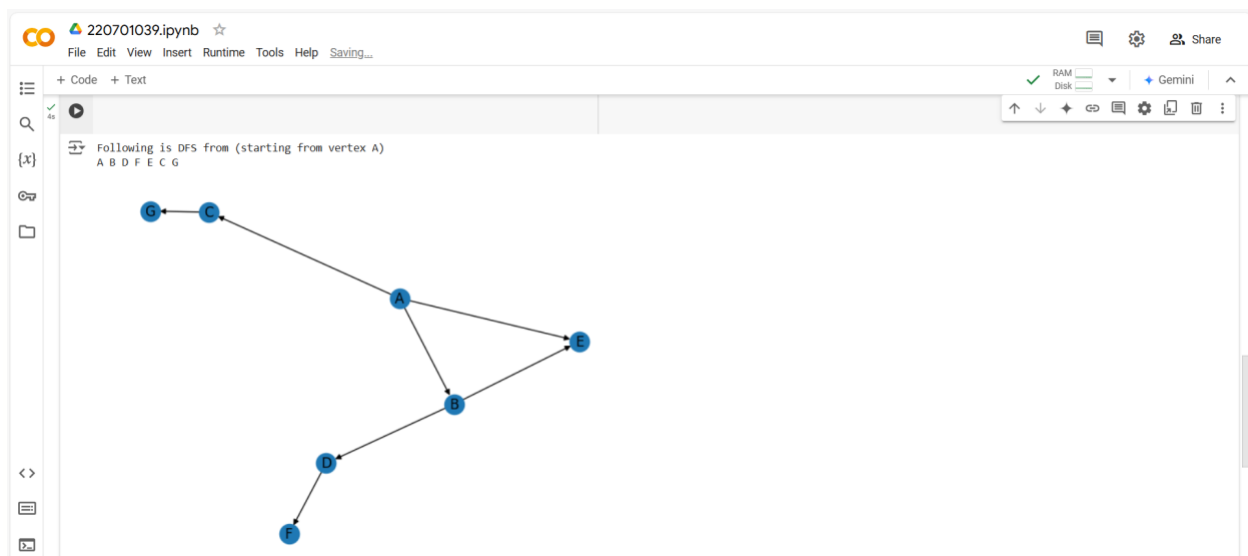 220701039.ipynb
File Edit View Insert Runtime Tools Help Saving...
Share
+ Code + Text
RAM
Disk
Gemini
4s
{x}
Following is DFS from (starting from vertex A)
A B D F E C G
G
C
A
E
B
D
F